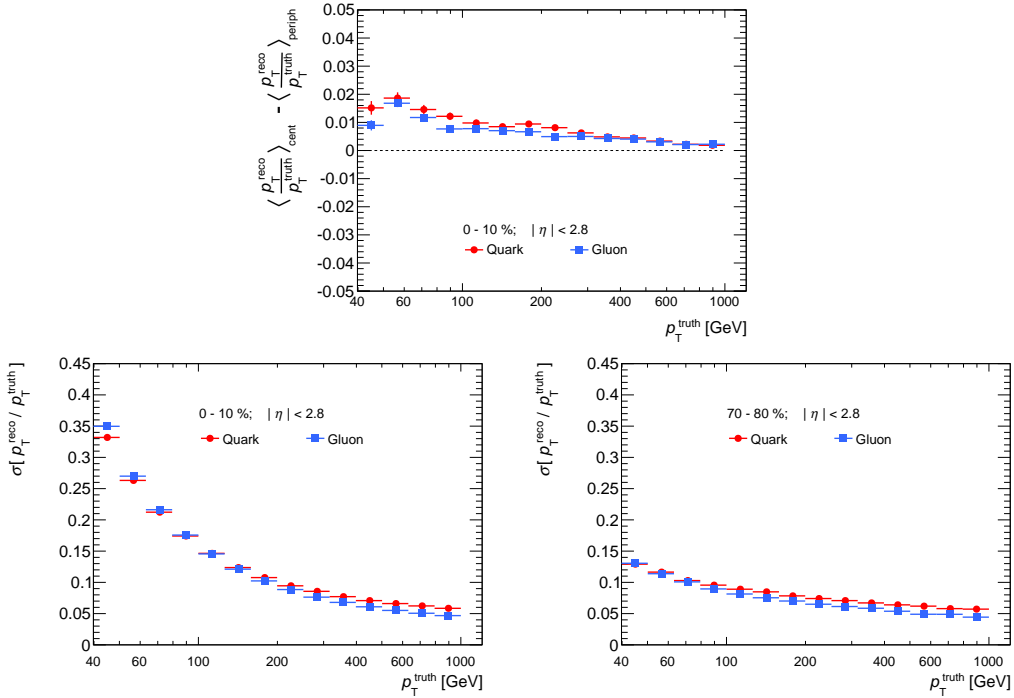 0.05
0.04
0.03
0.02
0.01
0
-0.01
-0.02
-0.03
-0.04
-0.05
⟨ p_T^reco / p_T^truth ⟩_cent - ⟨ p_T^reco / p_T^truth ⟩_periph
0 - 10 %; | η | < 2.8
Quark Gluon
40 60 100 200 400 1000
p_T^truth [GeV]
0.45
0.4
0.35
0.3
0.25
0.2
0.15
0.1
0.05
0
σ[ p_T^reco / p_T^truth ]
0 - 10 %; | η | < 2.8
Quark Gluon
40 60 100 200 400 1000
p_T^truth [GeV]
0.45
0.4
0.35
0.3
0.25
0.2
0.15
0.1
0.05
0
σ[ p_T^reco / p_T^truth ]
70 - 80 %; | η | < 2.8
Quark Gluon
40 60 100 200 400 1000
p_T^truth [GeV]